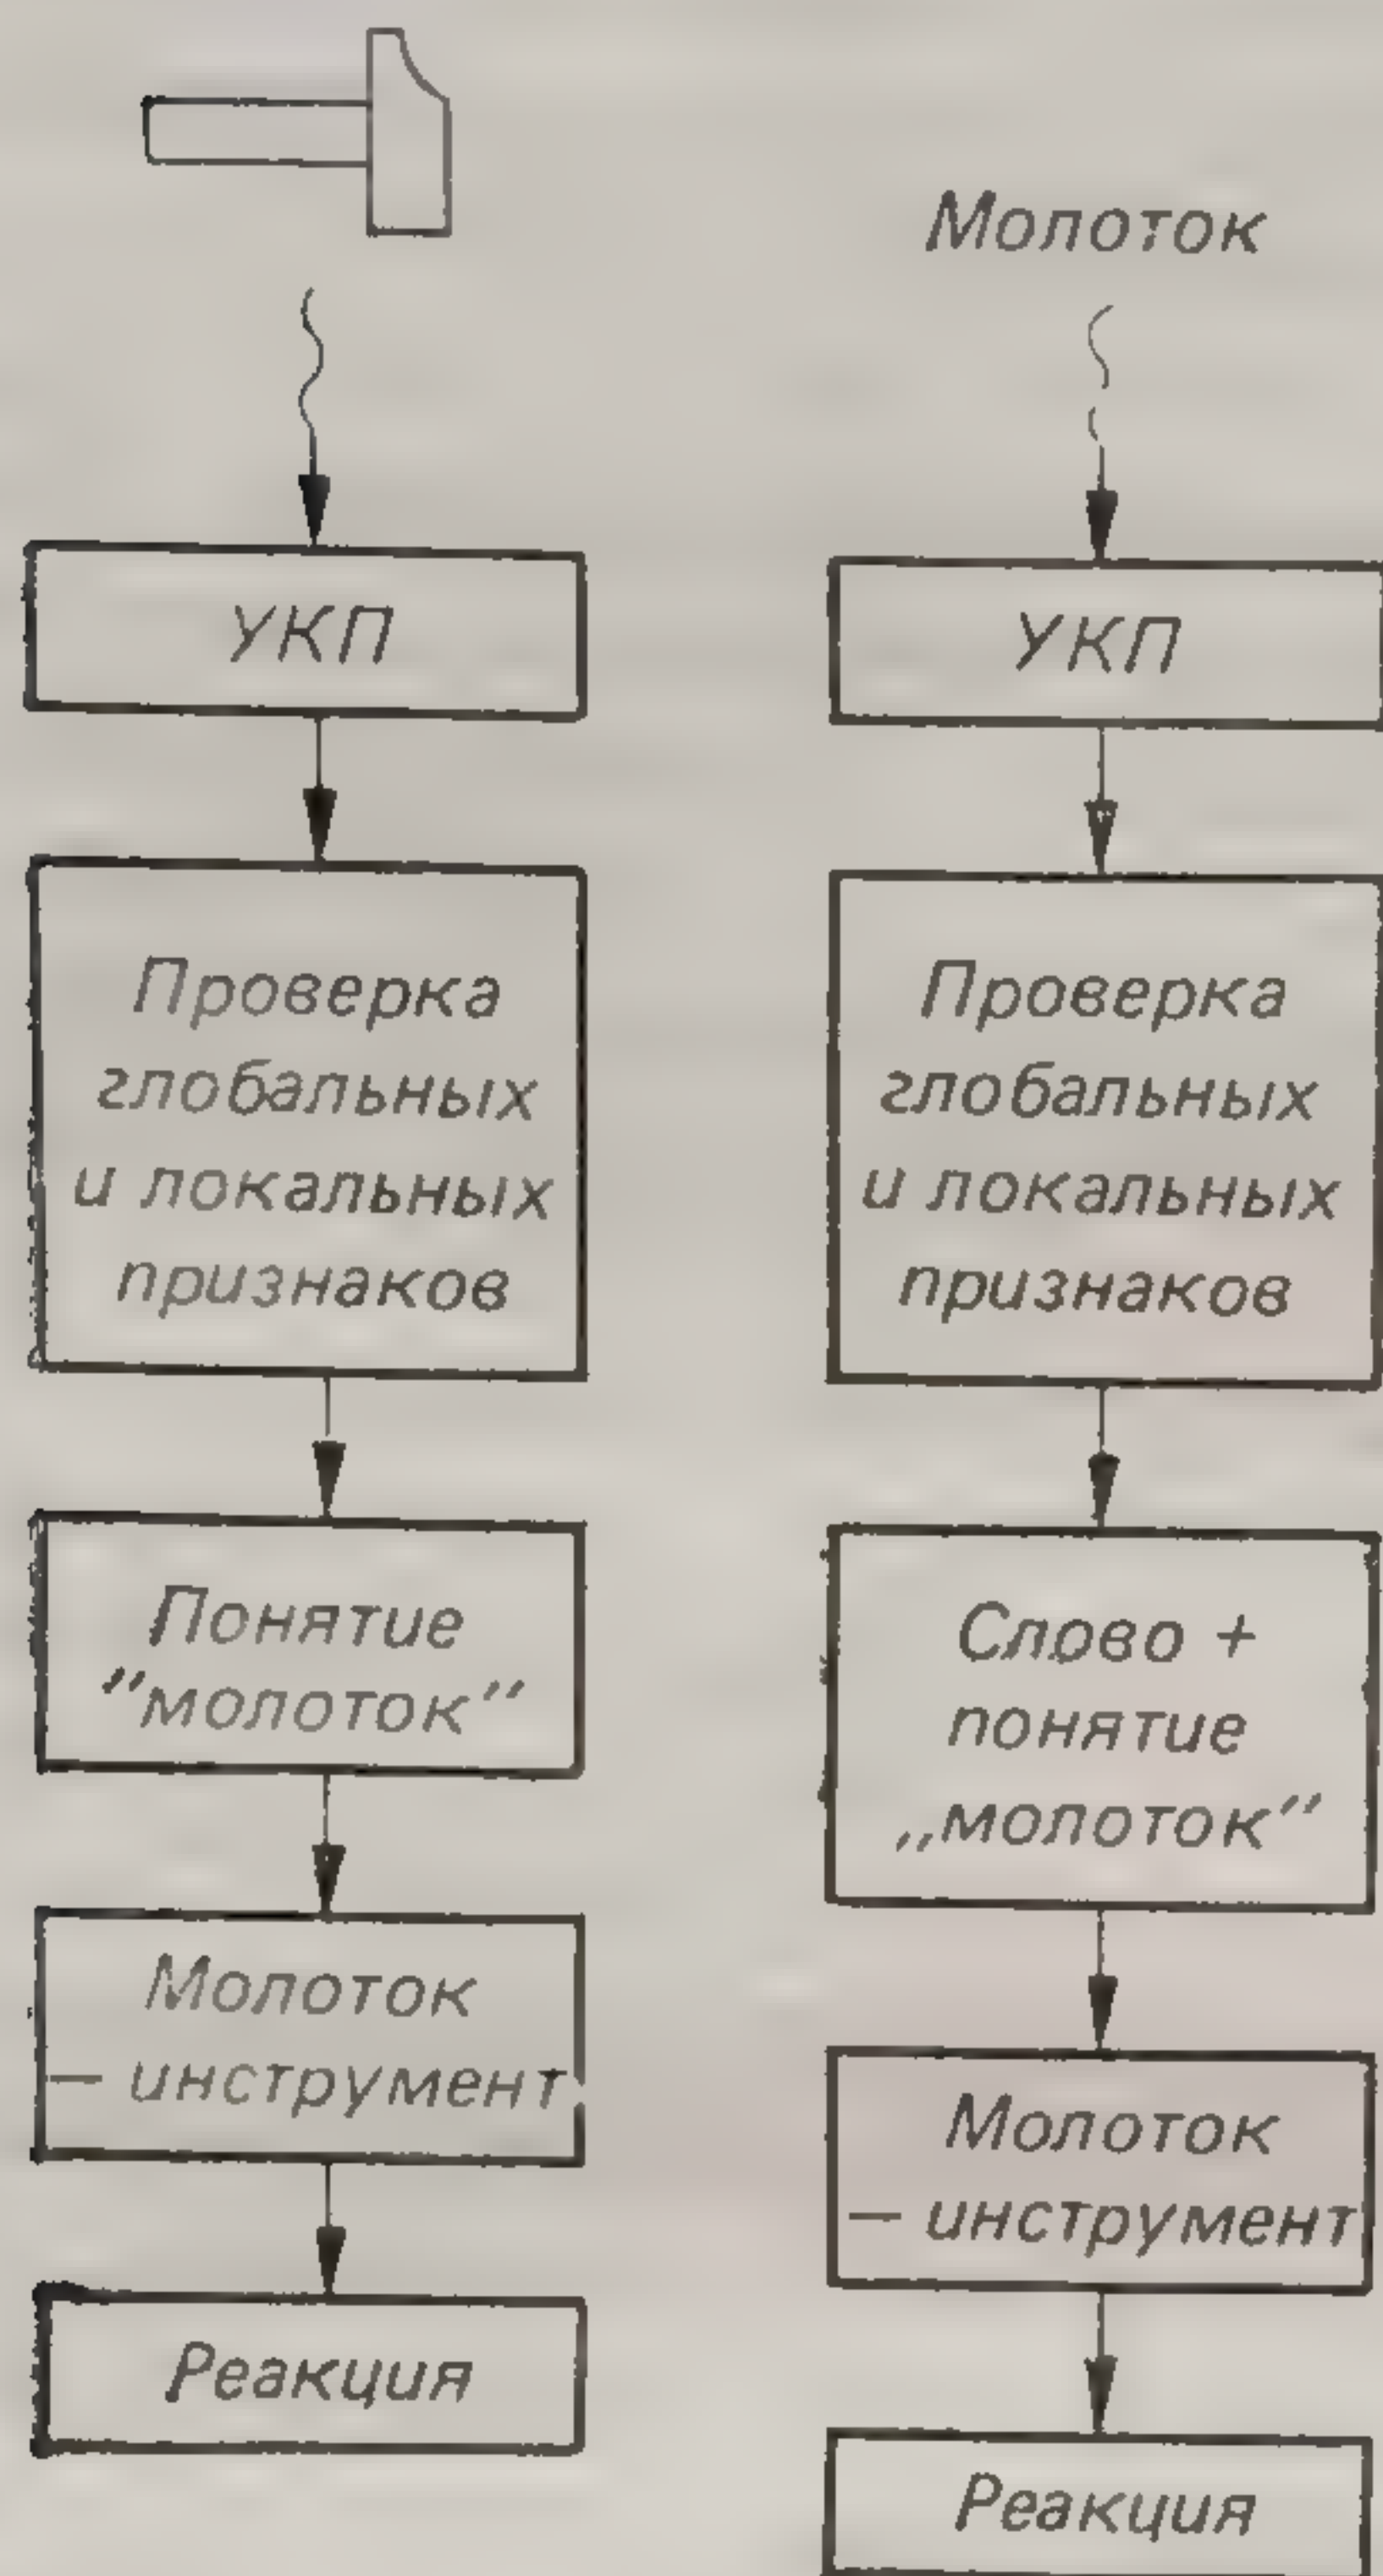 УКП
Проверка
глобальных
и локальных
признаков
Понятие
"молоток"
Молоток
— инструмент
Реакция
Молоток
УКП
Проверка
глобальных
и локальных
признаков
Слово +
понятие
„молоток"
Молоток
— инструмент
Реакция